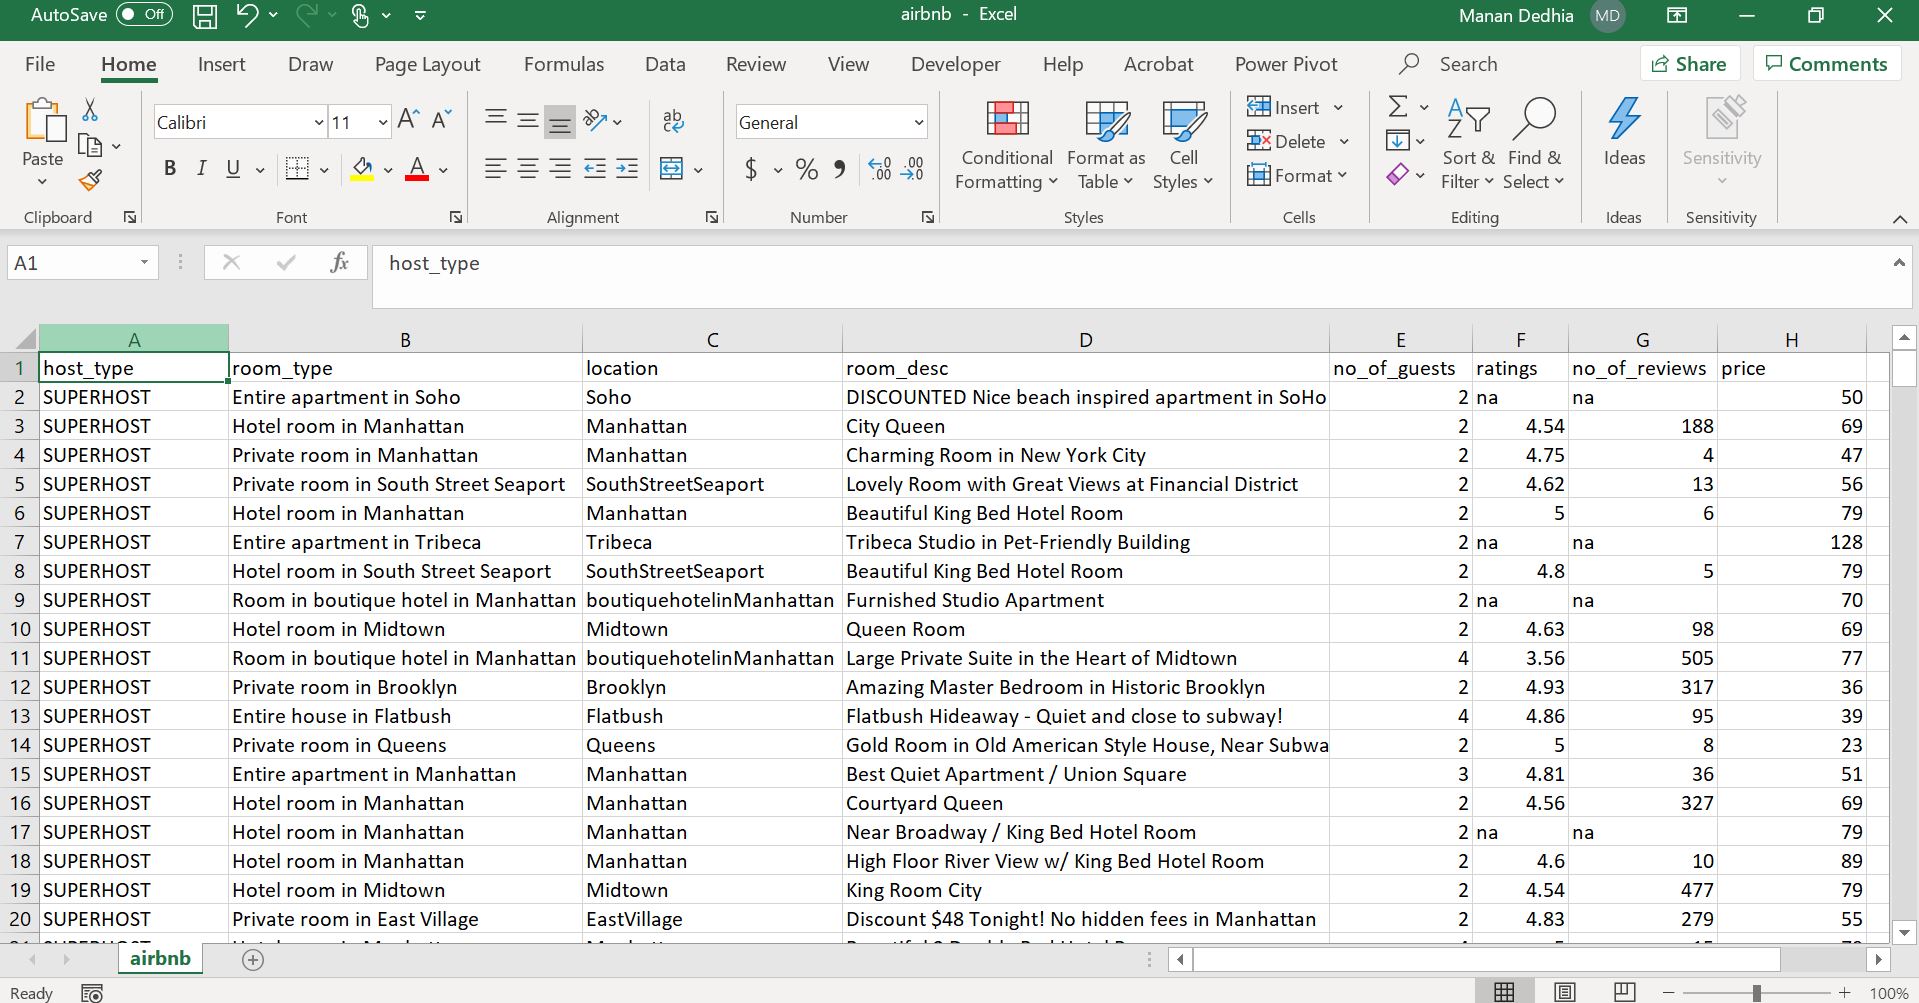 AutoSave Off airbnb - Excel Manan Dedhia MD
File Home Insert Draw Page Layout Formulas Data Review View Developer Help Acrobat Power Pivot Search Share Comments
Paste
Clipboard
Calibri 11
B I U
Font
ab
Alignment
General
$ % 9
Number
Conditional Formatting
Format as Table
Cell Styles
Styles
Insert
Delete
Format
Cells
Sort & Filter
Find & Select
Editing
Ideas
Ideas
Sensitivity
Sensitivity
A1 fx host_type
A B C D E F G H
1 host_type room_type location room_desc no_of_guests ratings no_of_reviews price
2 SUPERHOST Entire apartment in Soho Soho DISCOUNTED Nice beach inspired apartment in SoHo 2 na na 50
3 SUPERHOST Hotel room in Manhattan Manhattan City Queen 2 4.54 188 69
4 SUPERHOST Private room in Manhattan Manhattan Charming Room in New York City 2 4.75 4 47
5 SUPERHOST Private room in South Street Seaport SouthStreetSeaport Lovely Room with Great Views at Financial District 2 4.62 13 56
6 SUPERHOST Hotel room in Manhattan Manhattan Beautiful King Bed Hotel Room 2 5 6 79
7 SUPERHOST Entire apartment in Tribeca Tribeca Tribeca Studio in Pet-Friendly Building 2 na na 128
8 SUPERHOST Hotel room in South Street Seaport SouthStreetSeaport Beautiful King Bed Hotel Room 2 4.8 5 79
9 SUPERHOST Room in boutique hotel in Manhattan boutiquehotelinManhattan Furnished Studio Apartment 2 na na 70
10 SUPERHOST Hotel room in Midtown Midtown Queen Room 2 4.63 98 69
11 SUPERHOST Room in boutique hotel in Manhattan boutiquehotelinManhattan Large Private Suite in the Heart of Midtown 4 3.56 505 77
12 SUPERHOST Private room in Brooklyn Brooklyn Amazing Master Bedroom in Historic Brooklyn 2 4.93 317 36
13 SUPERHOST Entire house in Flatbush Flatbush Flatbush Hideaway - Quiet and close to subway! 4 4.86 95 39
14 SUPERHOST Private room in Queens Queens Gold Room in Old American Style House, Near Subwa 2 5 8 23
15 SUPERHOST Entire apartment in Manhattan Manhattan Best Quiet Apartment / Union Square 3 4.81 36 51
16 SUPERHOST Hotel room in Manhattan Manhattan Courtyard Queen 2 4.56 327 69
17 SUPERHOST Hotel room in Manhattan Manhattan Near Broadway / King Bed Hotel Room 2 na na 79
18 SUPERHOST Hotel room in Manhattan Manhattan High Floor River View w/ King Bed Hotel Room 2 4.6 10 89
19 SUPERHOST Hotel room in Midtown Midtown King Room City 2 4.54 477 79
20 SUPERHOST Private room in East Village EastVillage Discount $48 Tonight! No hidden fees in Manhattan 2 4.83 279 55
airbnb
Ready 100%